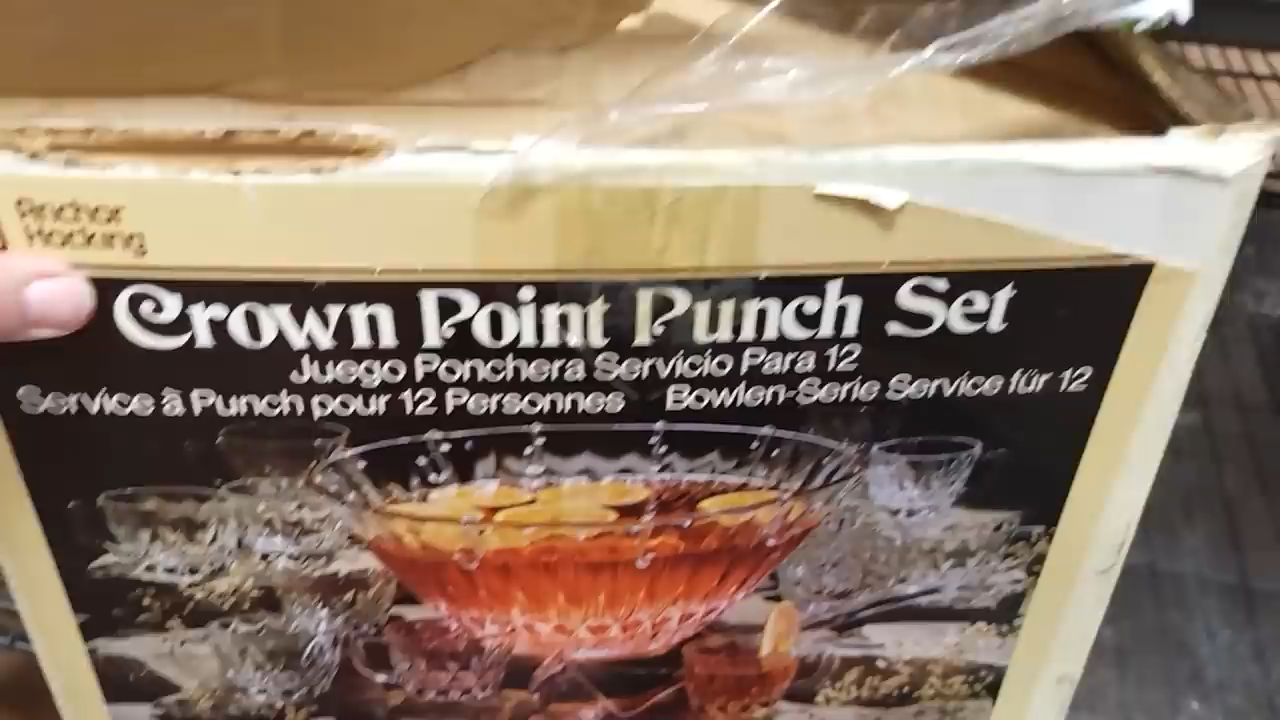 Anchor
Hocking
Crown Point Punch Set
Juego Ponchera Servicio Para 12
Service à Punch pour 12 Personnes Bowlen-Serie Service für 12